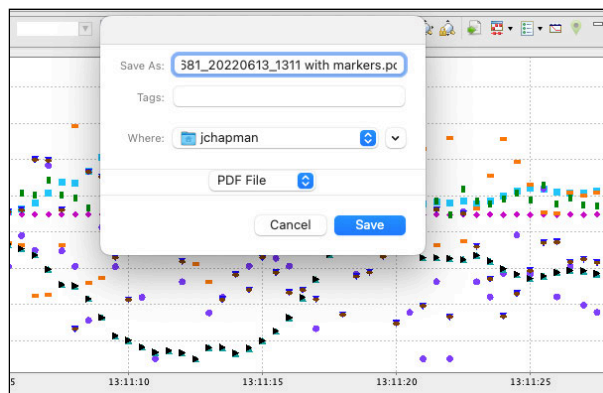 Save As: 681_20220613_1311 with markers.pd
Tags:
Where: jchapman
PDF File
Cancel Save
5 13:11:10 13:11:15 13:11:20 13:11:25